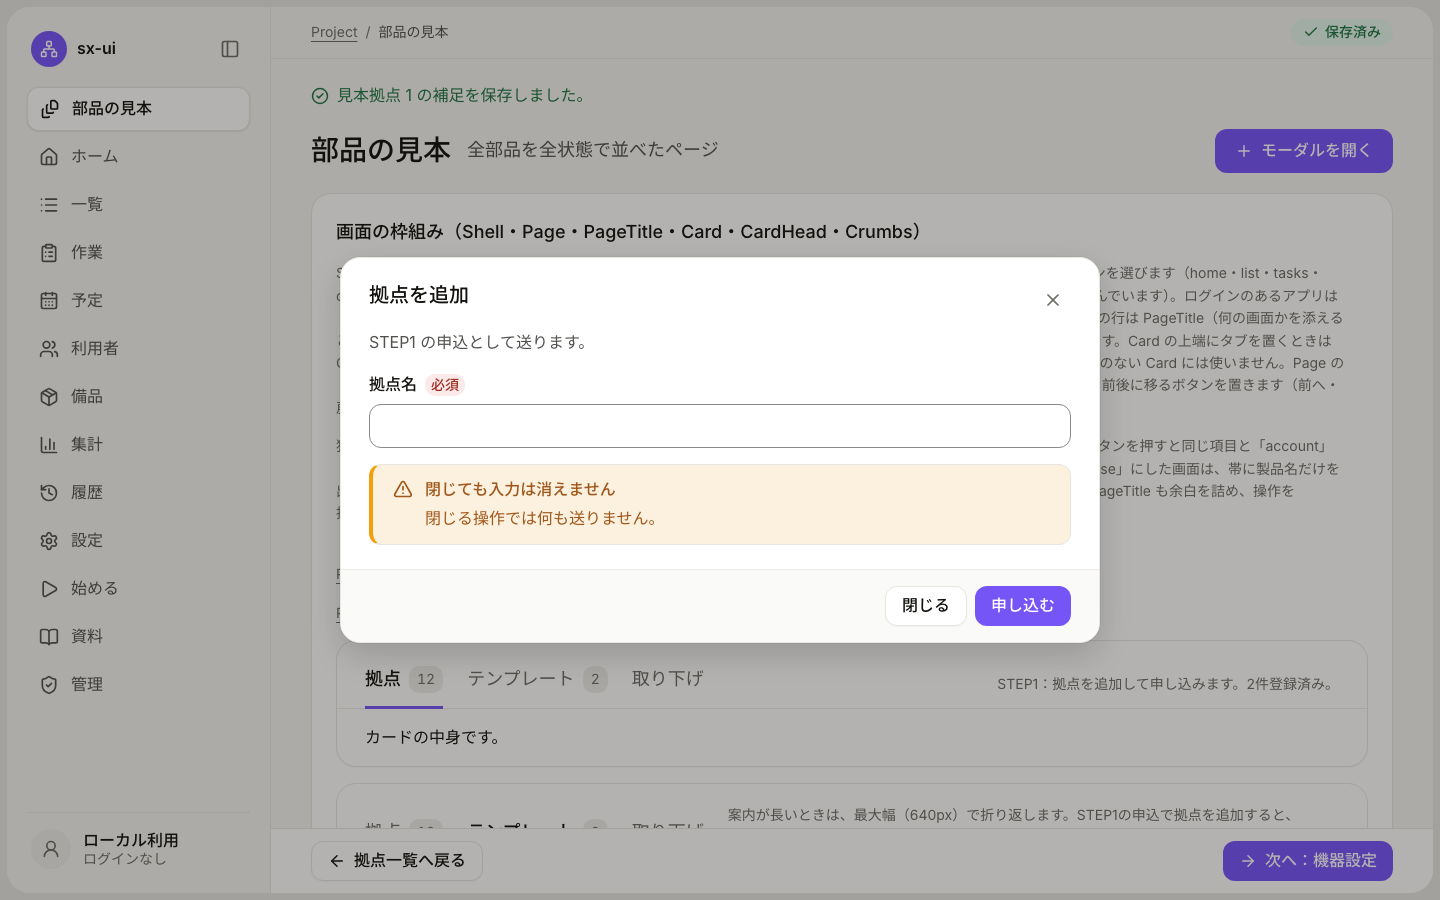 sx-ui
部品の見本
ホーム
一覧
作業
予定
利用者
備品
集計
履歴
設定
始める
資料
管理
ローカル利用
ログインなし
Project / 部品の見本
保存済み
見本拠点 1 の補足を保存しました。
部品の見本 全部品を全状態で並べたページ
モーダルを開く
画面の枠組み（Shell・Page・PageTitle・Card・CardHead・Crumbs）
ンを選びます（home・list・tasks・
んでいます）。ログインのあるアプリは
の行は PageTitle（何の画面かを添える
す。Card の上端にタブを置くときは
のない Card には使いません。Page の
前後に移るボタンを置きます（前へ・
タンを押すと同じ項目と「account」
se」にした画面は、帯に製品名だけを
ageTitle も余白を詰め、操作を
拠点を追加
STEP1 の申込として送ります。
拠点名 必須
閉じても入力は消えません
閉じる操作では何も送りません。
閉じる
申し込む
拠点 12 テンプレート 2 取り下げ
STEP1：拠点を追加して申し込みます。2件登録済み。
カードの中身です。
案内が長いときは、最大幅（640px）で折り返します。STEP1の申込で拠点を追加すると、
拠点一覧へ戻る
次へ：機器設定